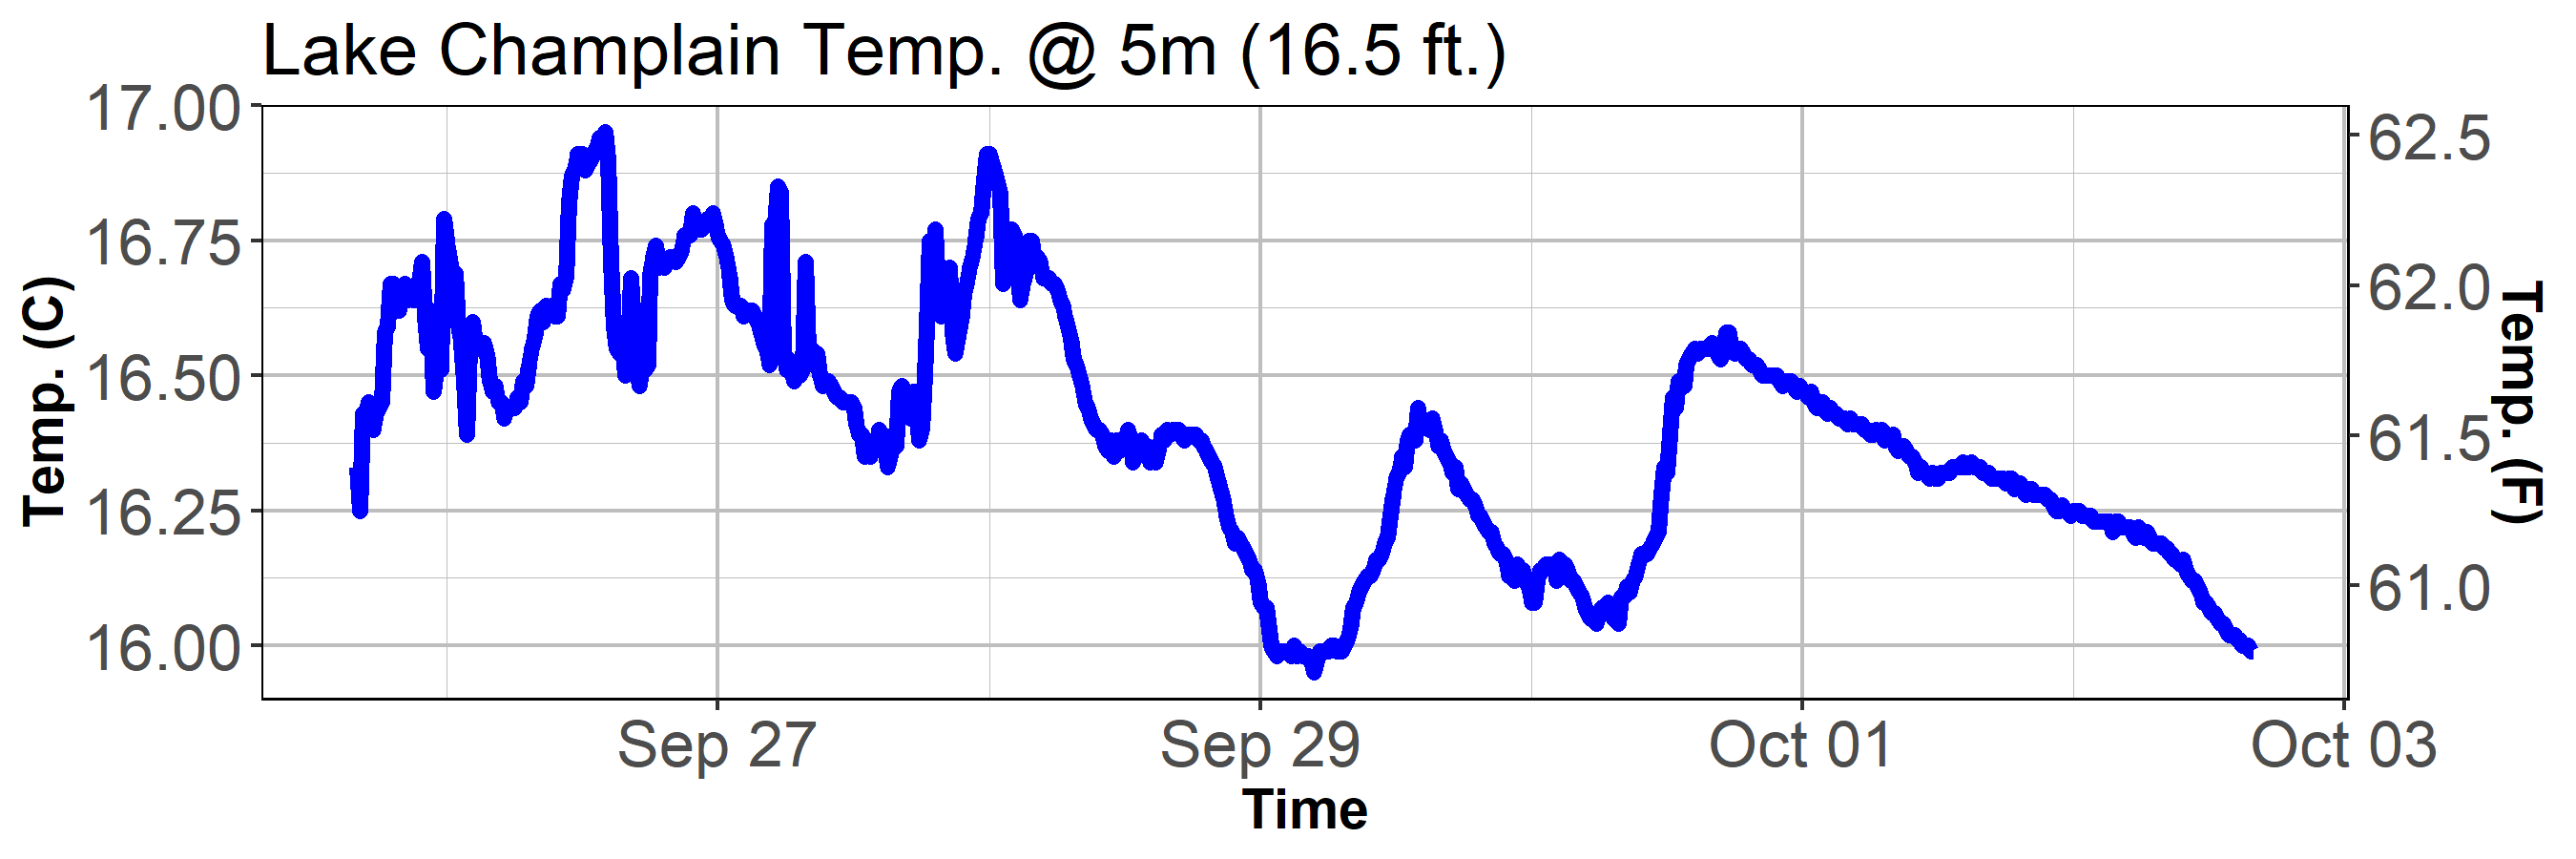 Lake Champlain Temp. @ 5m (16.5 ft.)
17.00
16.75
16.50
16.25
16.00
Temp. (C)
62.5
62.0
61.5
61.0
Temp. (F)
Sep 27
Sep 29
Oct 01
Oct 03
Time